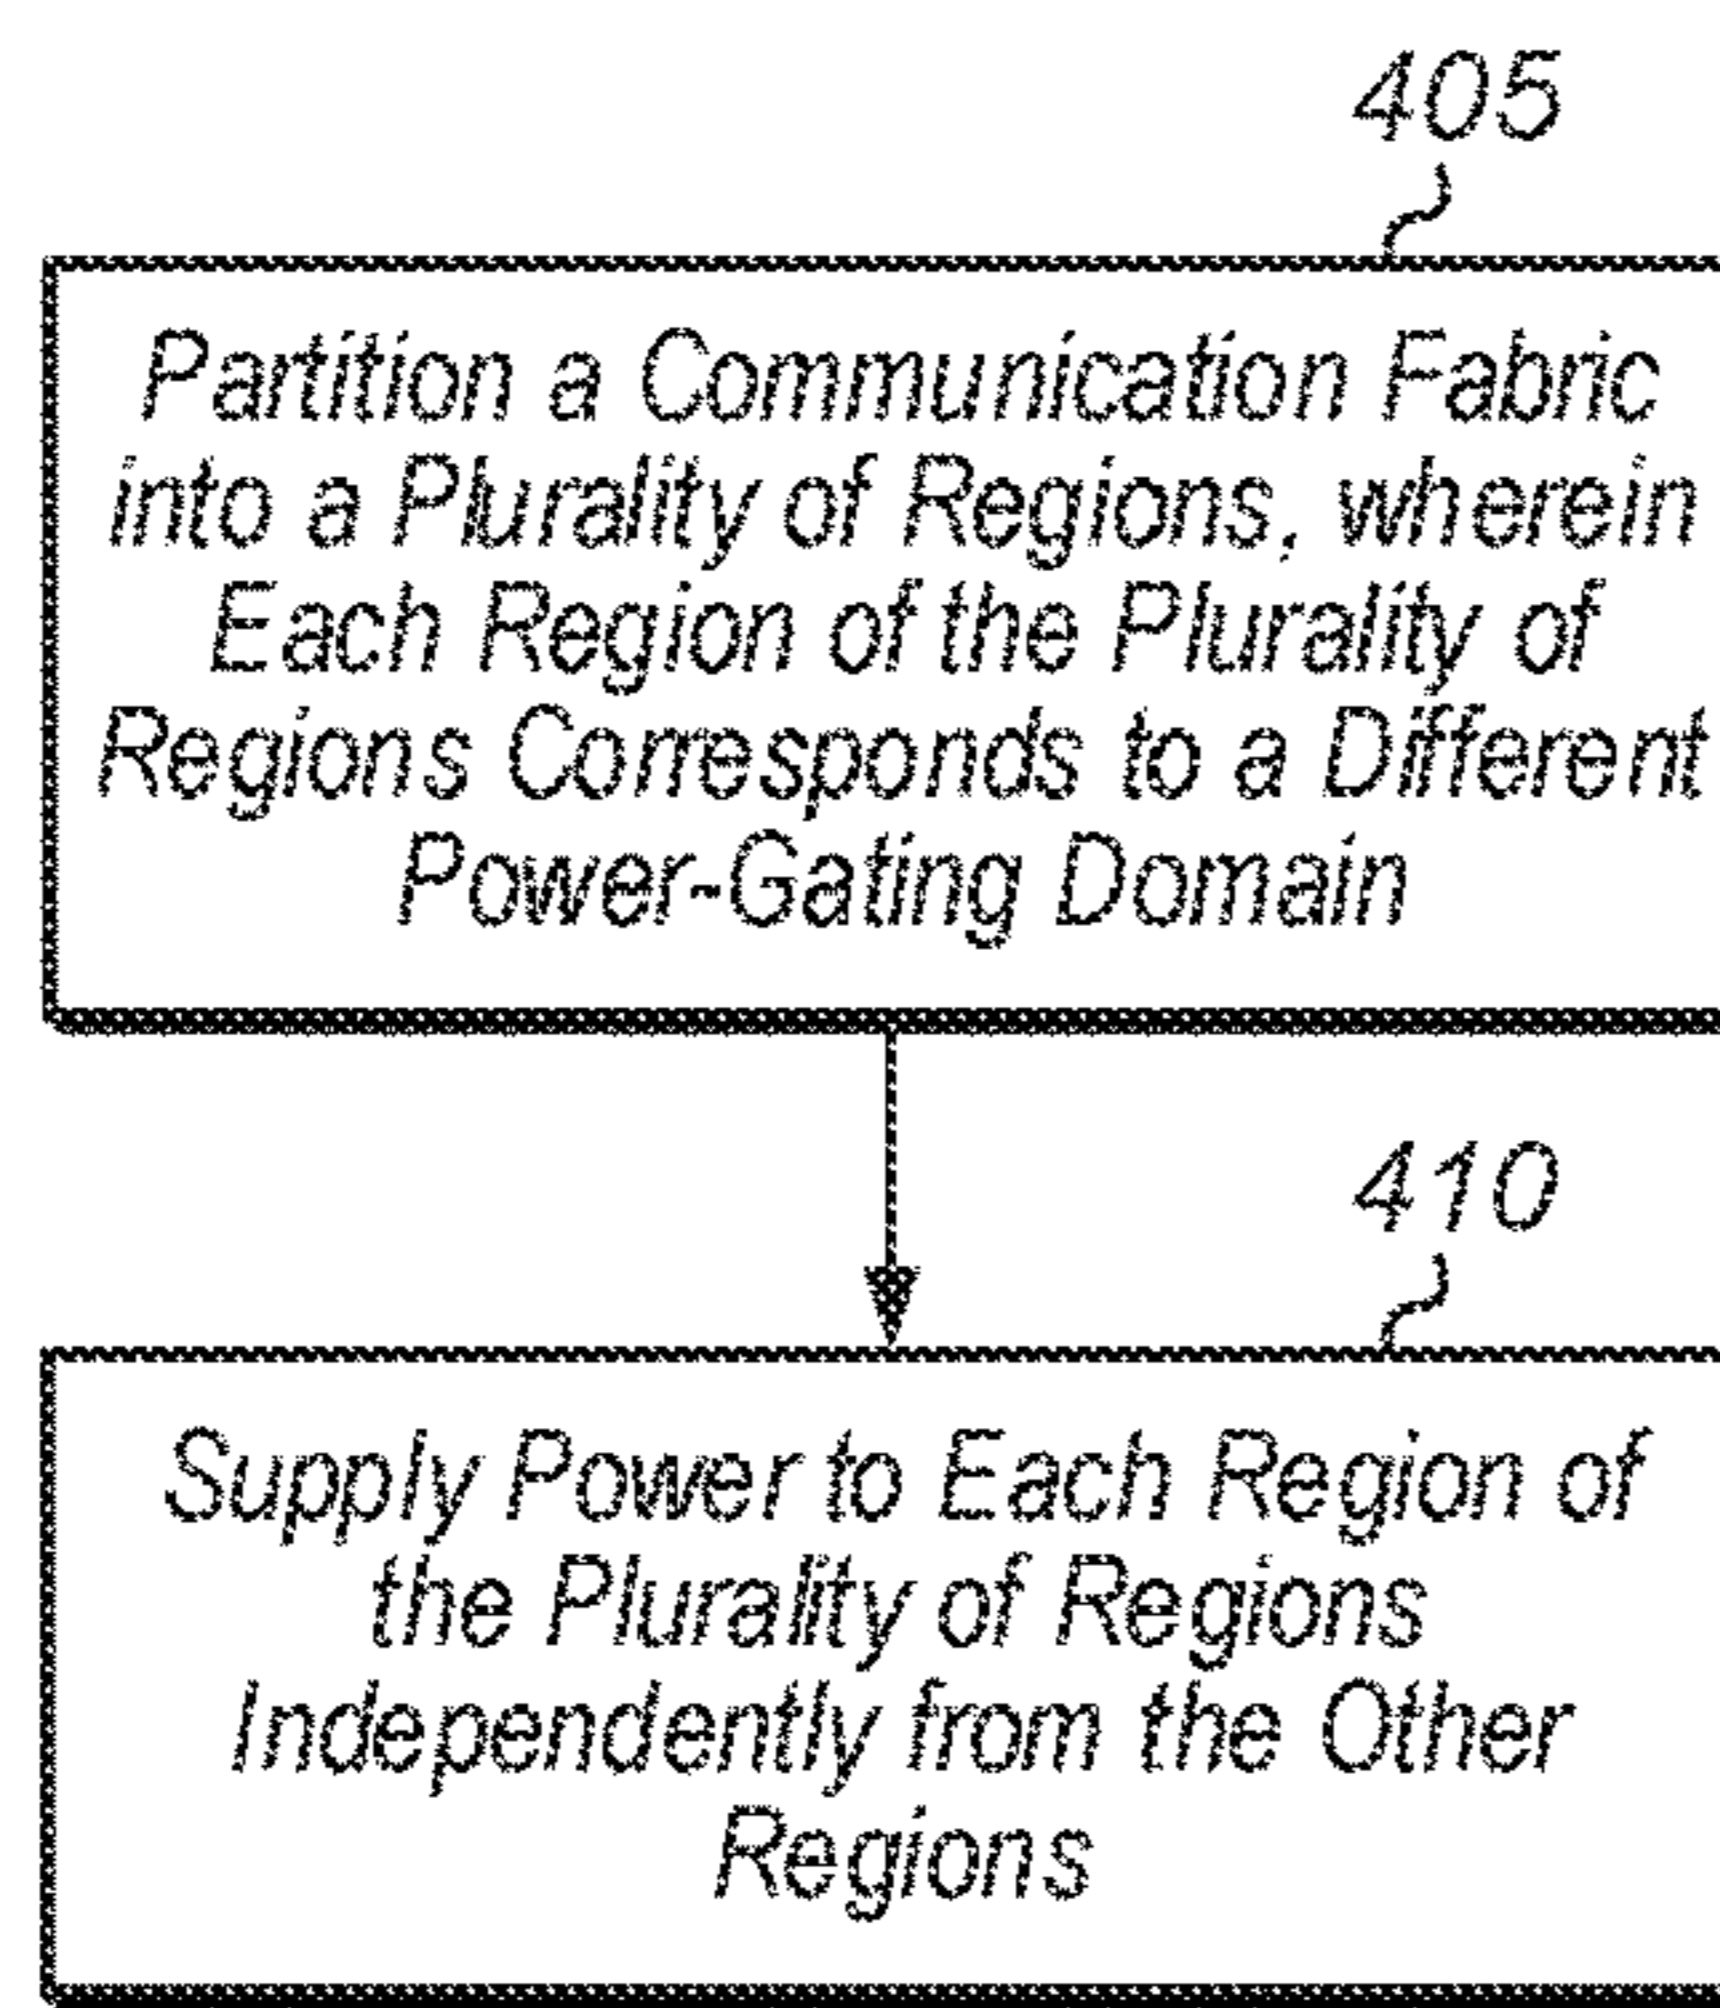 405
Partition a Communication Fabric
into a Plurality of Regions, wherein
Each Region of the Plurality of
Regions Corresponds to a Different
Power-Gating Domain
410
Supply Power to Each Region of
the Plurality of Regions
Independently from the Other
Regions